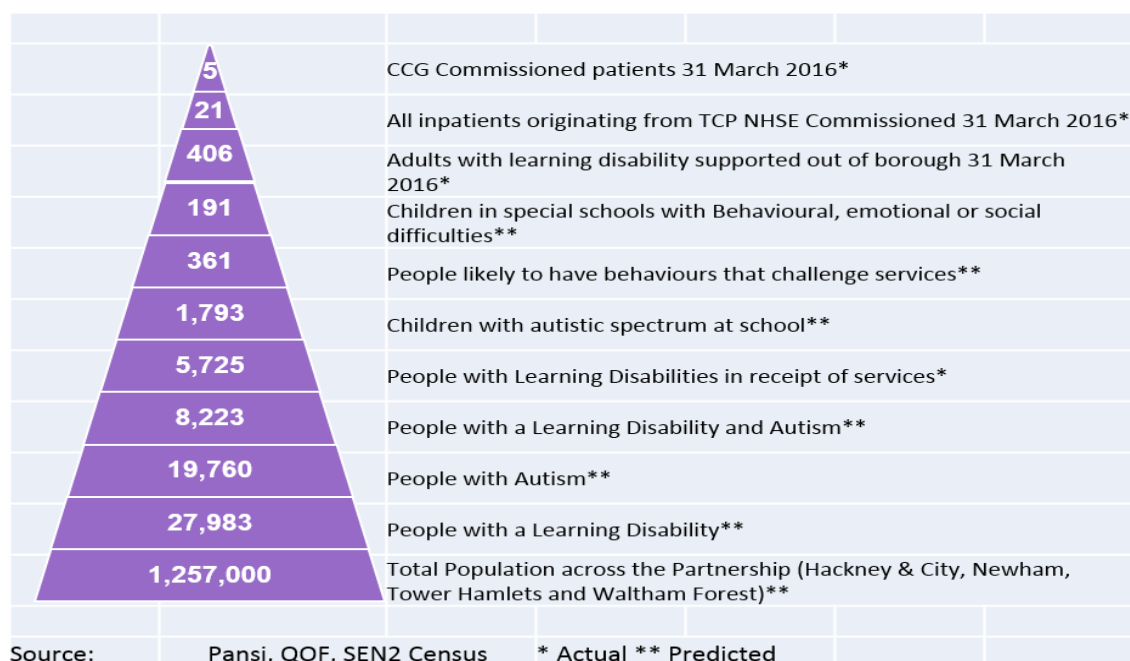 5
CCG Commissioned patients 31 March 2016*
21
All inpatients originating from TCP NHSE Commissioned 31 March 2016*
406
Adults with learning disability supported out of borough 31 March
2016*
191
Children in special schools with Behavioural, emotional or social
difficulties**
361
People likely to have behaviours that challenge services**
1,793
Children with autistic spectrum at school**
5,725
People with Learning Disabilities in receipt of services*
8,223
People with a Learning Disability and Autism**
19,760
People with Autism**
27,983
People with a Learning Disability**
1,257,000
Total Population across the Partnership (Hackney & City, Newham,
Tower Hamlets and Waltham Forest)**
Source: Pansi, QOF, SEN2 Census * Actual ** Predicted